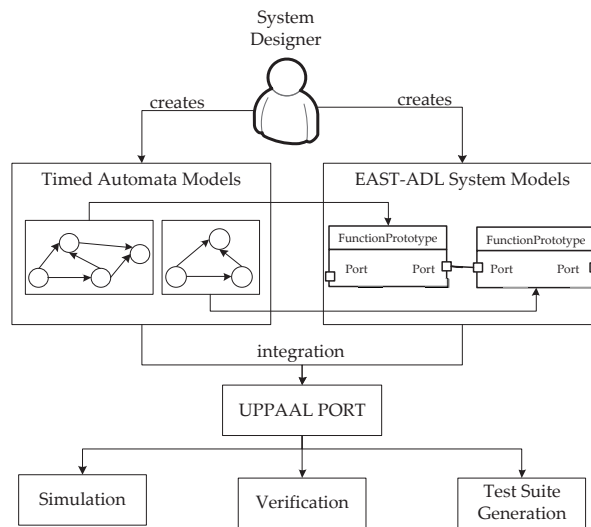 System
Designer
creates
creates
Timed Automata Models
EAST-ADL System Models
FunctionPrototype
FunctionPrototype
Port
Port
Port
Port
integration
UPPAAL PORT
Simulation
Verification
Test Suite
Generation